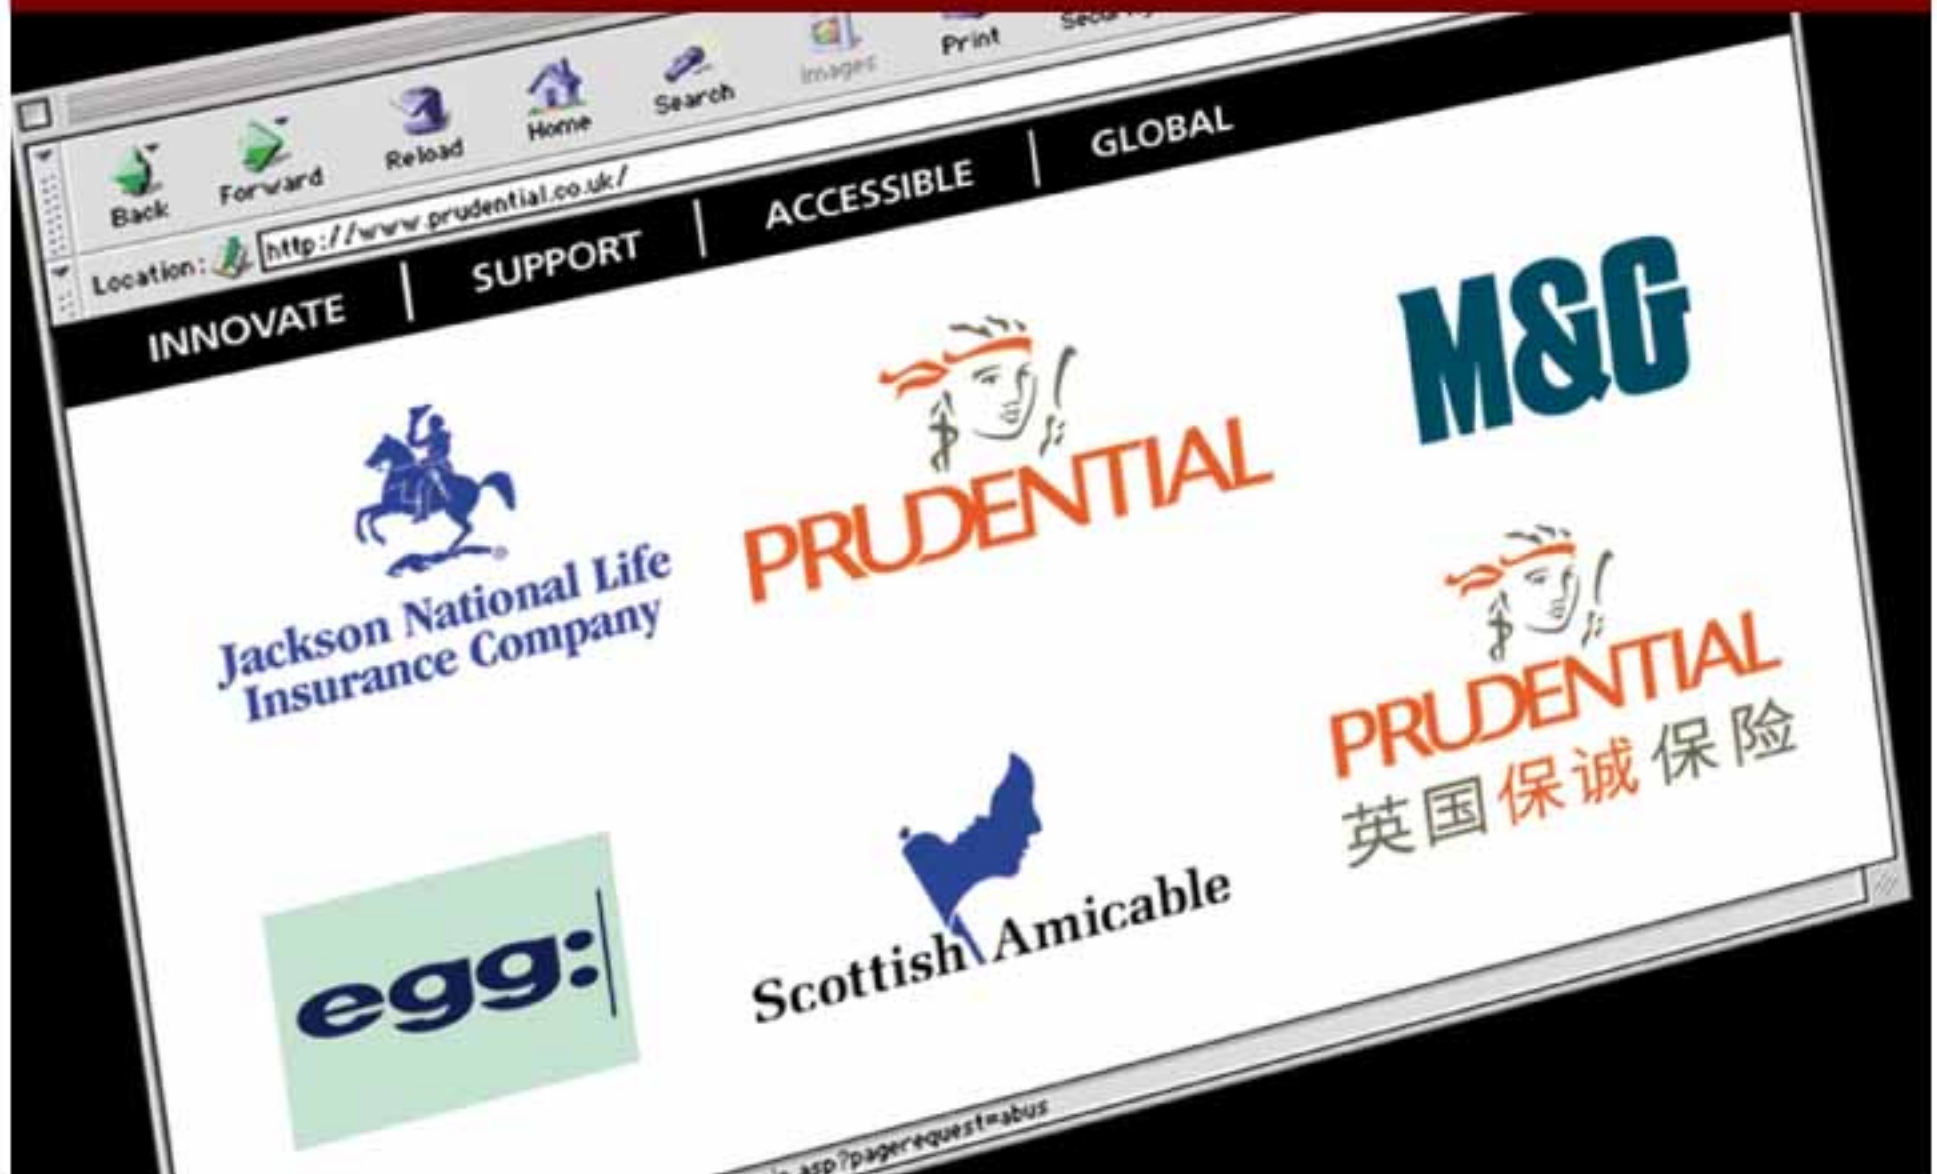 Back
Forward
Reload
Home
Search
Images
Print
Location: http://www.prudential.co.uk/
INNOVATE | SUPPORT | ACCESSIBLE | GLOBAL
Jackson National Life
Insurance Company
PRUDENTIAL
M&G
egg:
Scottish Amicable
PRUDENTIAL
英国保诚保险
asp?pagerequest=abus